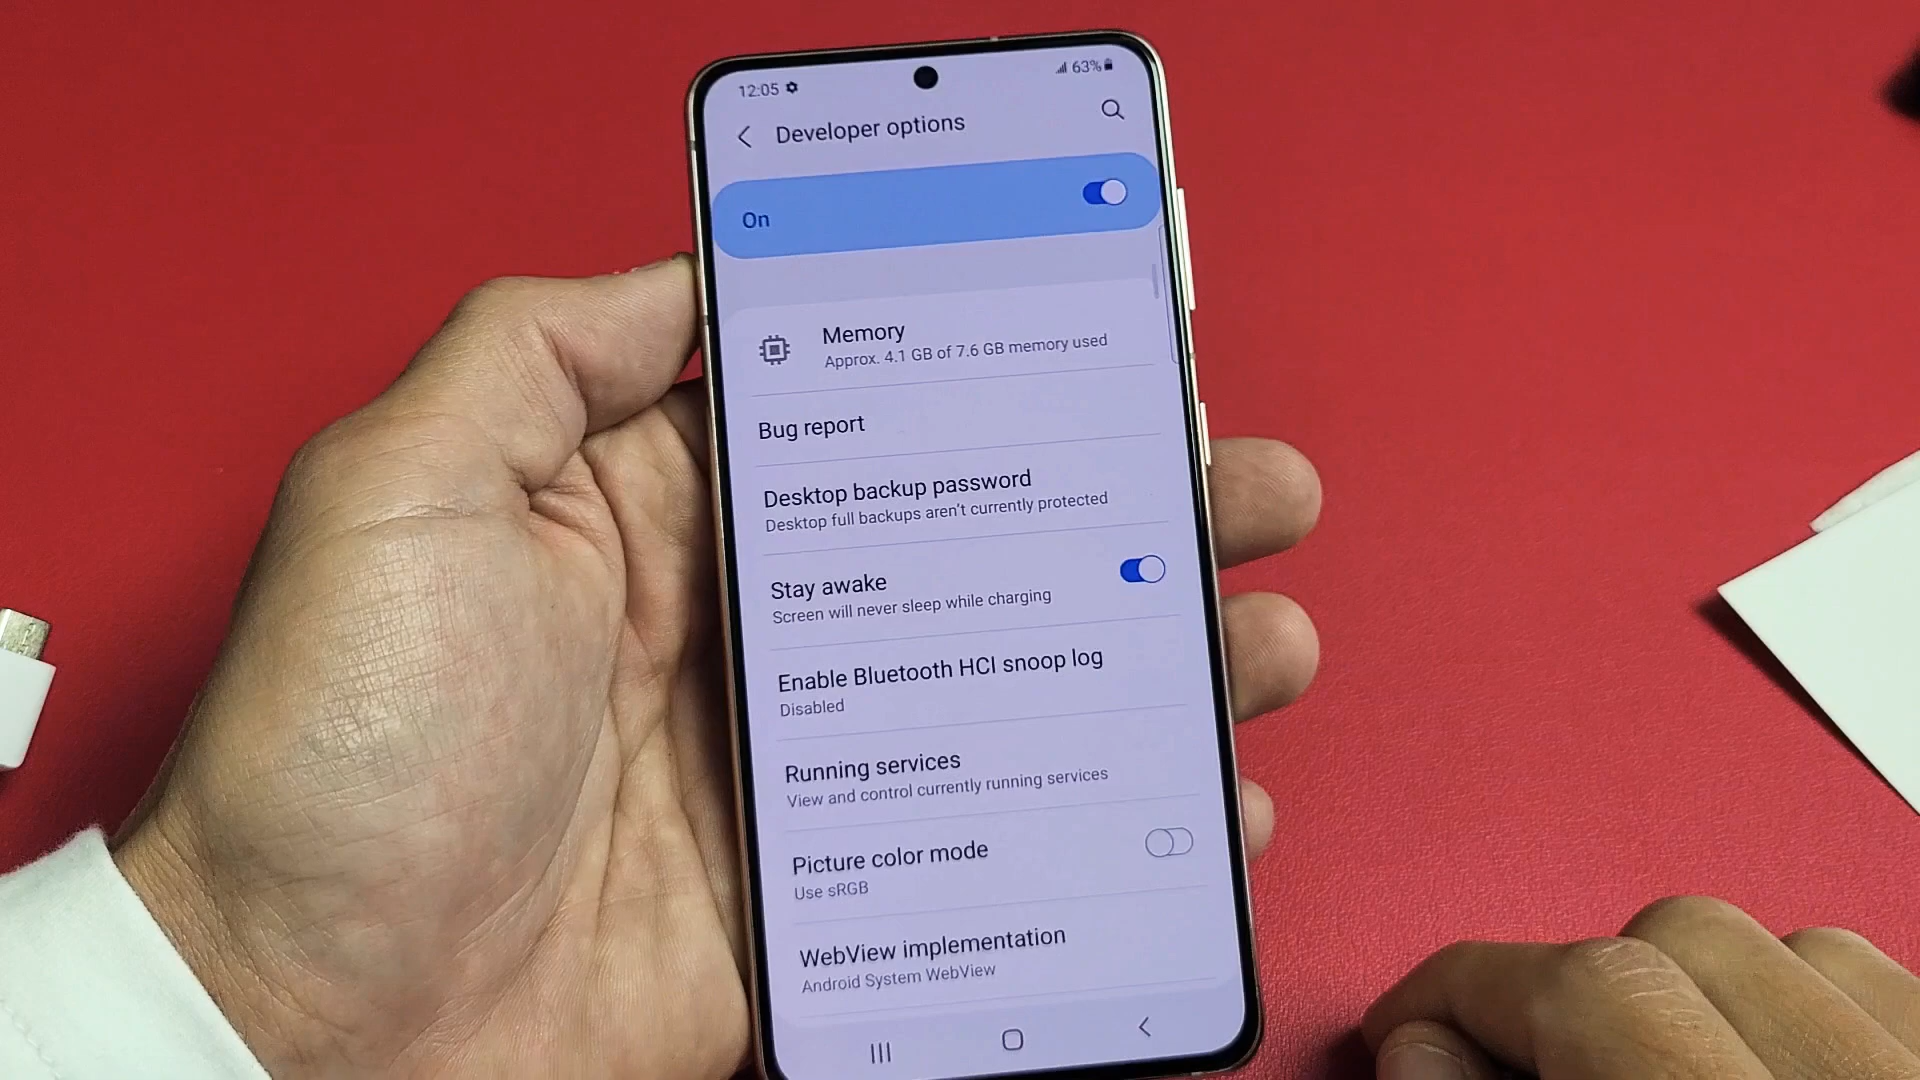 12:05
63%
Developer options
On
Memory
Approx. 4.1 GB of 7.6 GB memory used
Bug report
Desktop backup password
Desktop full backups aren't currently protected
Stay awake
Screen will never sleep while charging
Enable Bluetooth HCI snoop log
Disabled
Running services
View and control currently running services
Picture color mode
Use sRGB
WebView implementation
Android System WebView